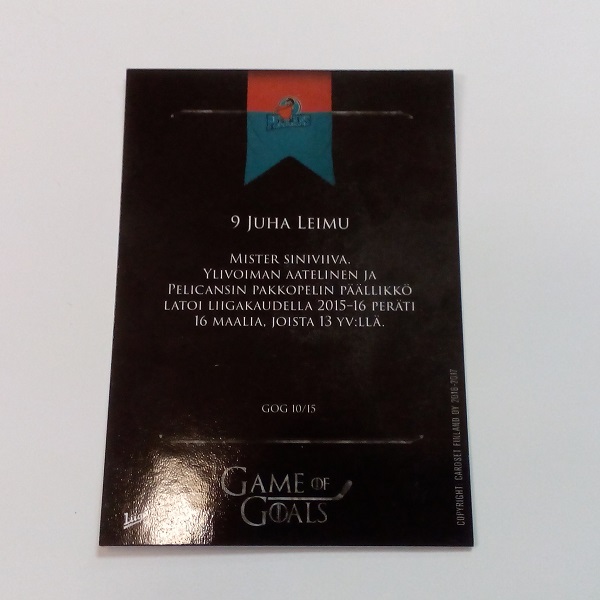 9 JUHA LEIMU
MISTER SINIVIIVA.
YLIVOIMAN AATELINEN JA
PELICANSIN PAKKOPELIN PÄÄLLIKKÖ
LATOI LIIGAKAUDELLA 2015–16 PERÄTI
16 MAALIA, JOISTA 13 YV:LLÄ.
GOG 10/15
GAME OF
GOALS
COPYRIGHT CARDSET FINLAND OY 2016-2017